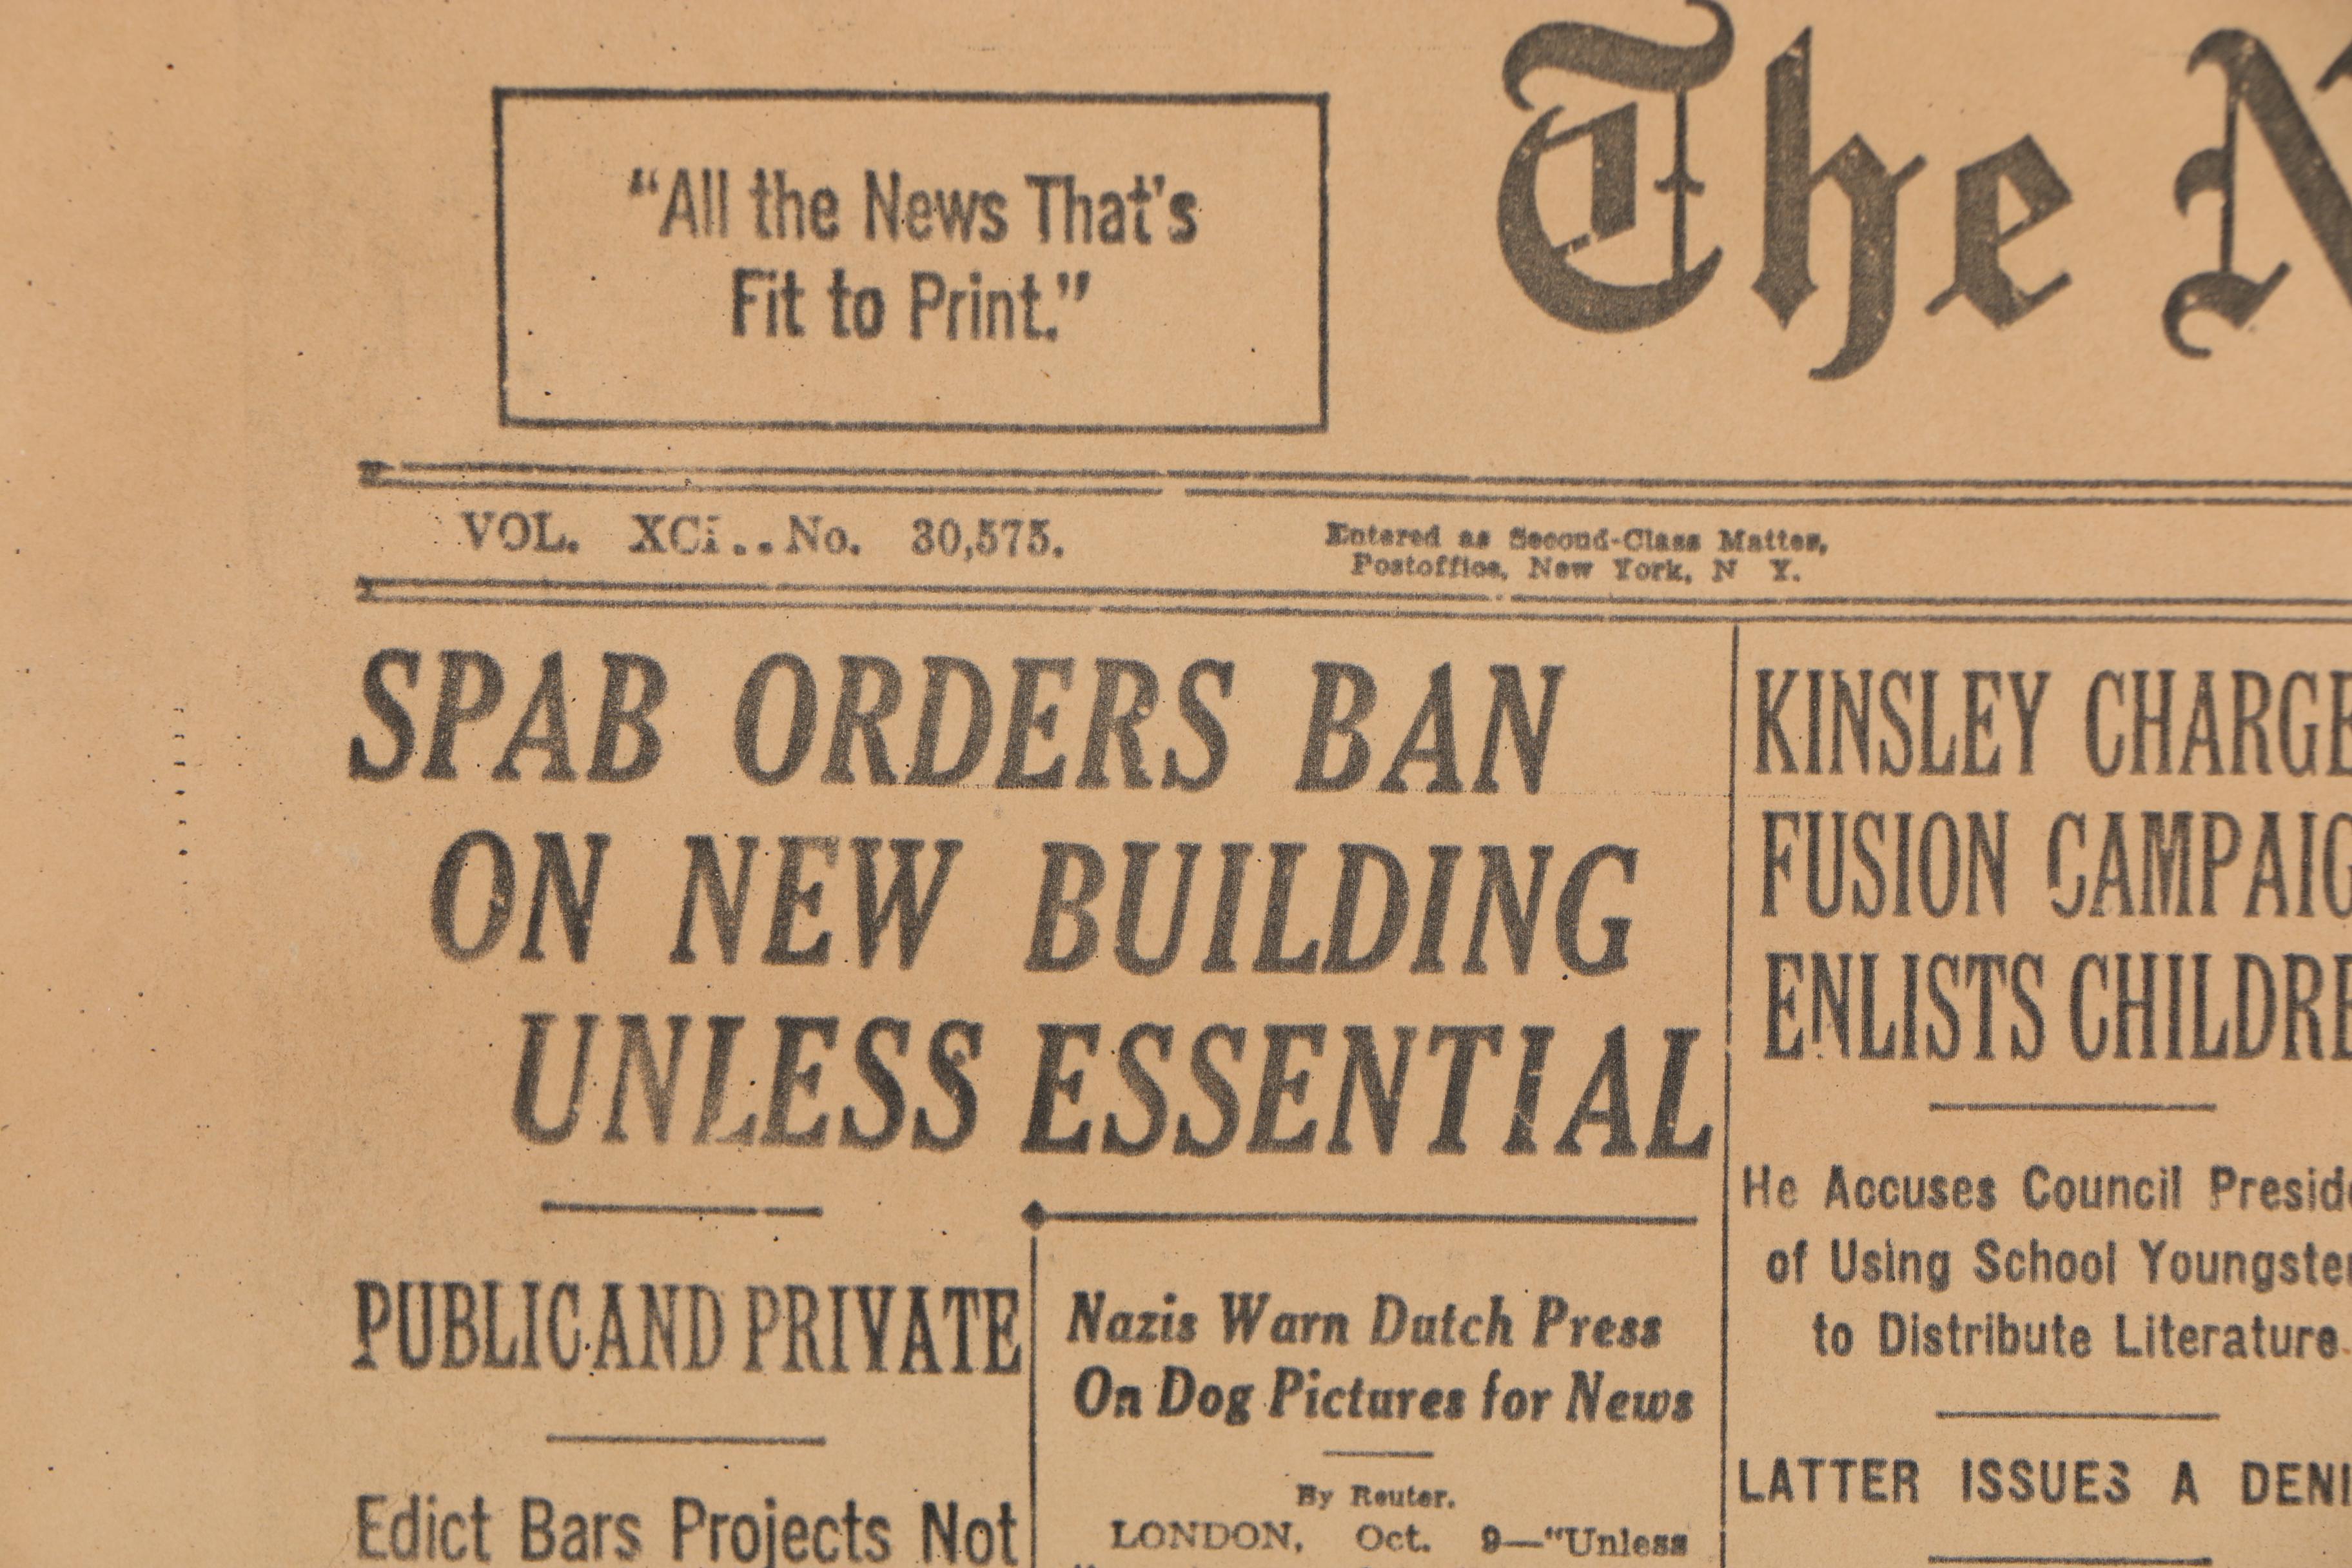 "All the News That's
Fit to Print."
The N
VOL. XCI..No. 30,575.
Entered as Second-Class Matter,
Postoffice, New York, N Y.
SPAB ORDERS BAN
ON NEW BUILDING
UNLESS ESSENTIAL
PUBLIC AND PRIVATE
Edict Bars Projects Not
Nazis Warn Dutch Press
On Dog Pictures for News
By Reuter.
LONDON, Oct. 9—"Unless
KINSLEY CHARGE
FUSION CAMPAIG
ENLISTS CHILDRE
He Accuses Council Preside
of Using School Youngster
to Distribute Literature
LATTER ISSUES A DENI